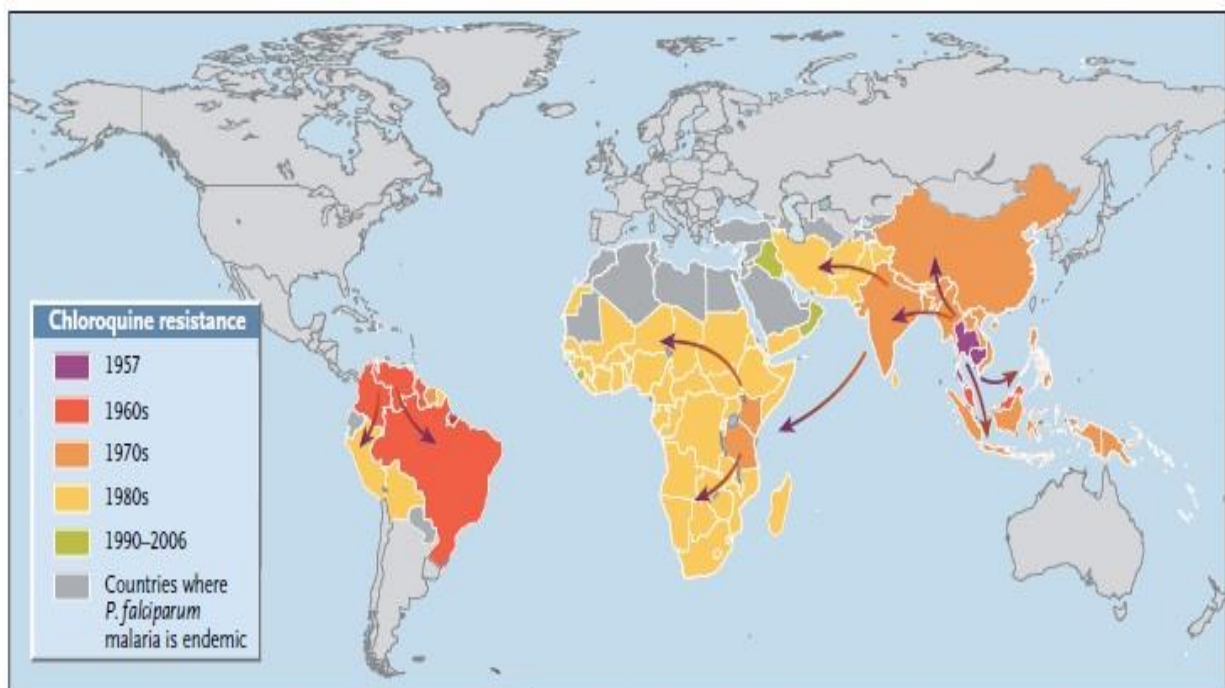 Chloroquine resistance
1957
1960s
1970s
1980s
1990–2006
Countries where
P. falciparum
malaria is endemic